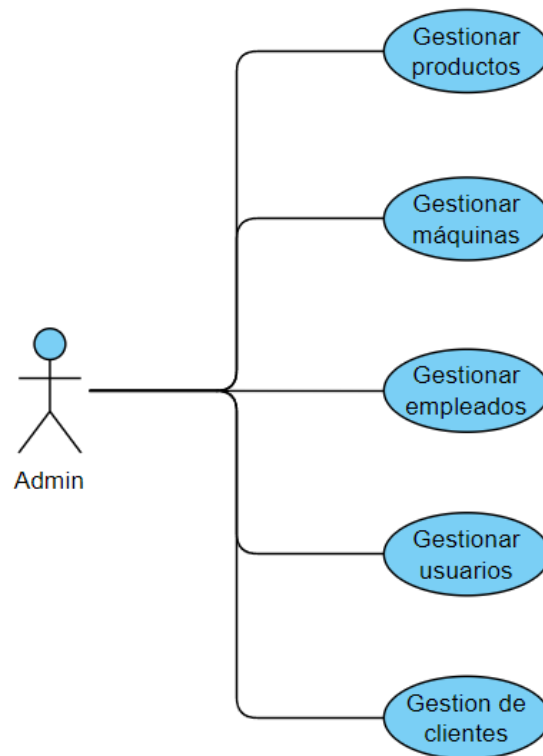 Gestionar
productos
Gestionar
máquinas
Gestionar
empleados
Admin
Gestionar
usuarios
Gestion de
clientes